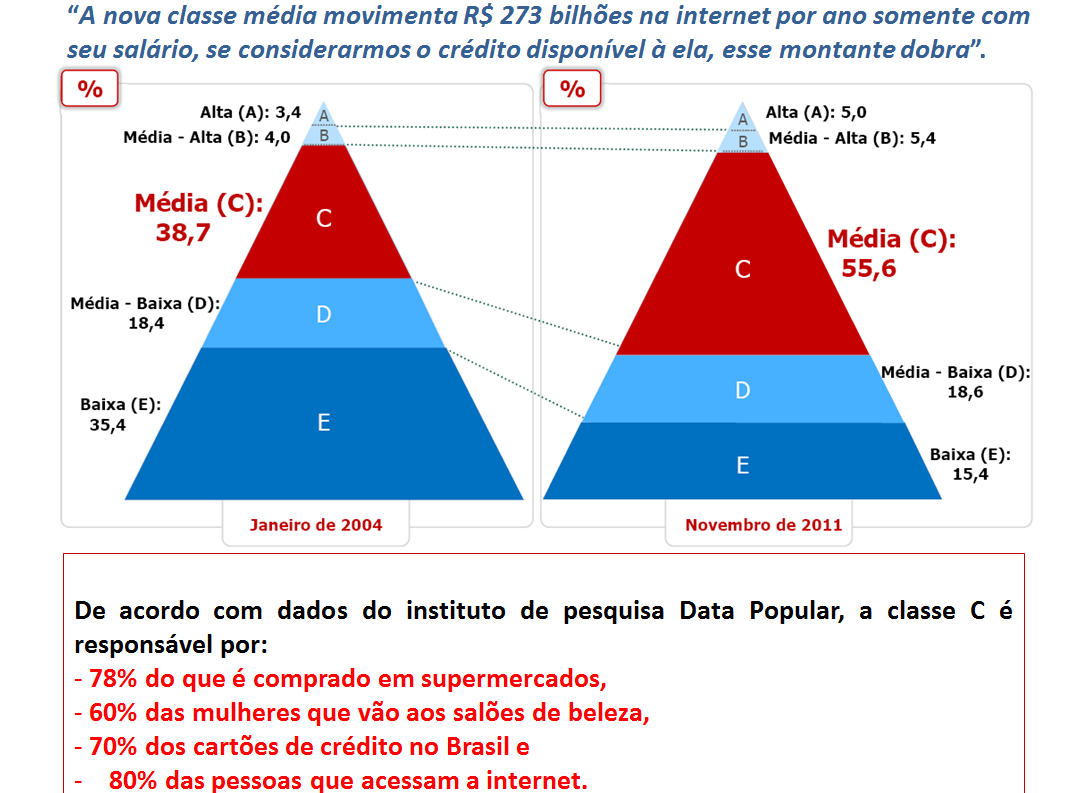 “A nova classe média movimenta R$ 273 bilhões na internet por ano somente com
seu salário, se considerarmos o crédito disponível à ela, esse montante dobra”.
%
Alta (A): 3,4
Média - Alta (B): 4,0
A
B
Média (C):
38,7
C
Média - Baixa (D):
18,4
D
Baixa (E):
35,4
E
Janeiro de 2004
%
A
Alta (A): 5,0
B
Média - Alta (B): 5,4
Média (C):
55,6
C
Média - Baixa (D):
18,6
D
Baixa (E):
15,4
E
Novembro de 2011
De acordo com dados do instituto de pesquisa Data Popular, a classe C é
responsável por:
- 78% do que é comprado em supermercados,
- 60% das mulheres que vão aos salões de beleza,
- 70% dos cartões de crédito no Brasil e
- 80% das pessoas que acessam a internet.